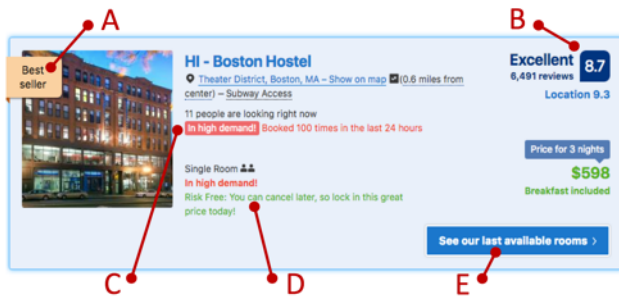 A
B
Best
seller
HI - Boston Hostel
Theater District, Boston, MA – Show on map (0.6 miles from
center) – Subway Access
11 people are looking right now
In high demand! Booked 100 times in the last 24 hours
Excellent 8.7
6,491 reviews
Location 9.3
Single Room
In high demand!
Risk Free: You can cancel later, so lock in this great
price today!
Price for 3 nights
$598
Breakfast included
See our last available rooms >
C
D
E